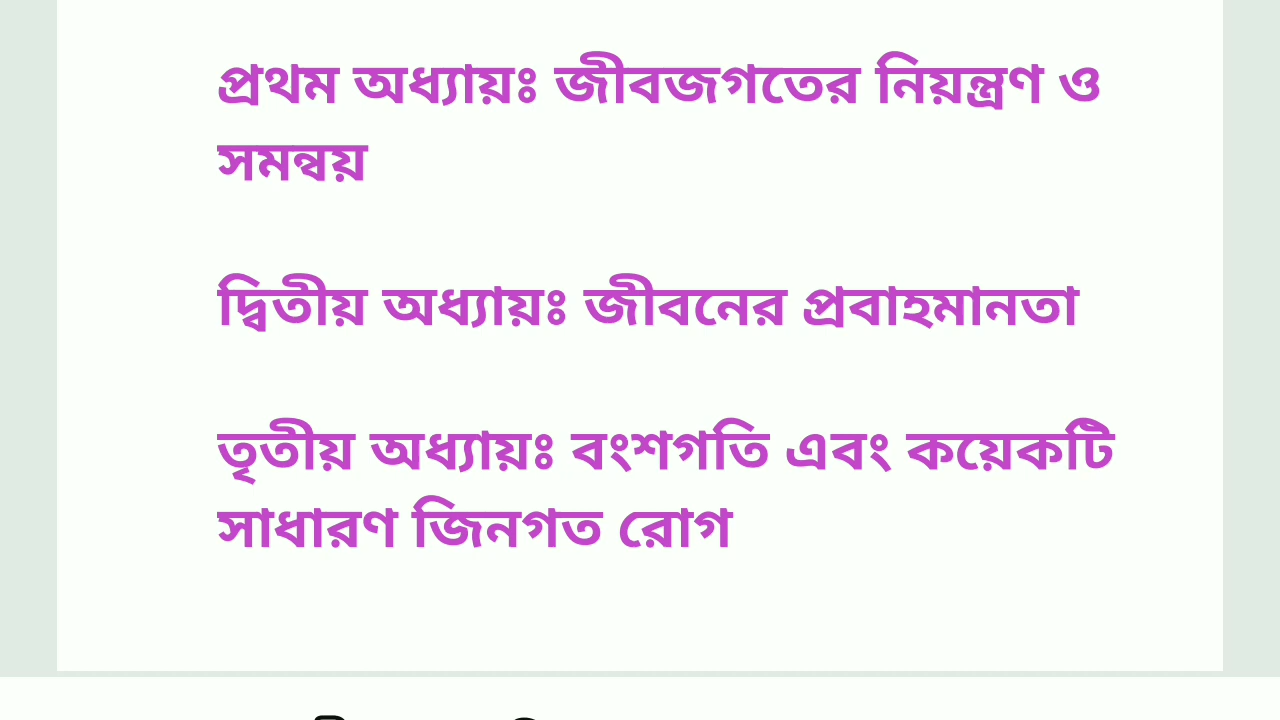 প্রথম অধ্যায়ঃ জীবজগতের নিয়ন্ত্রণ ও
সমন্বয়
দ্বিতীয় অধ্যায়ঃ জীবনের প্রবাহমানতা
তৃতীয় অধ্যায়ঃ বংশগতি এবং কয়েকটি
সাধারণ জিনগত রোগ